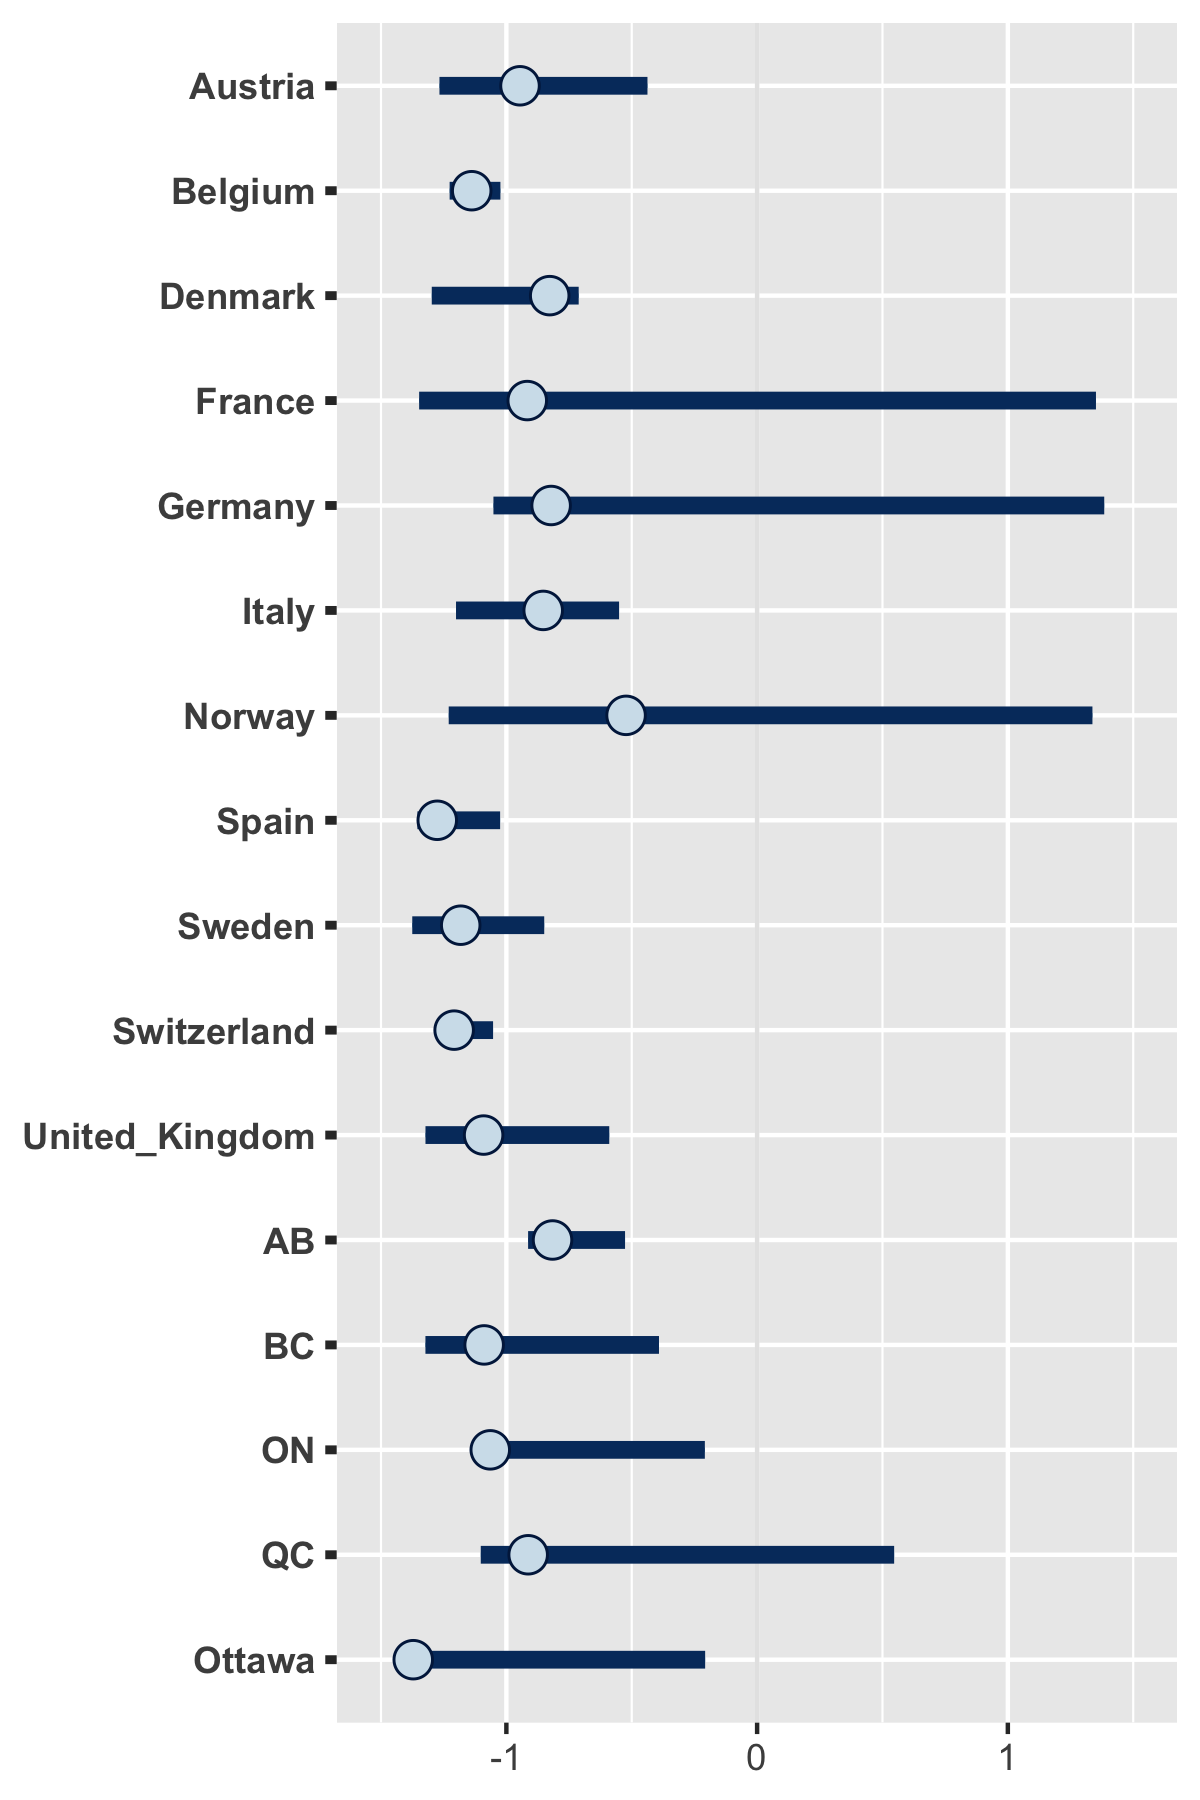 Austria
Belgium
Denmark
France
Germany
Italy
Norway
Spain
Sweden
Switzerland
United_Kingdom
AB
BC
ON
QC
Ottawa
-1 0 1